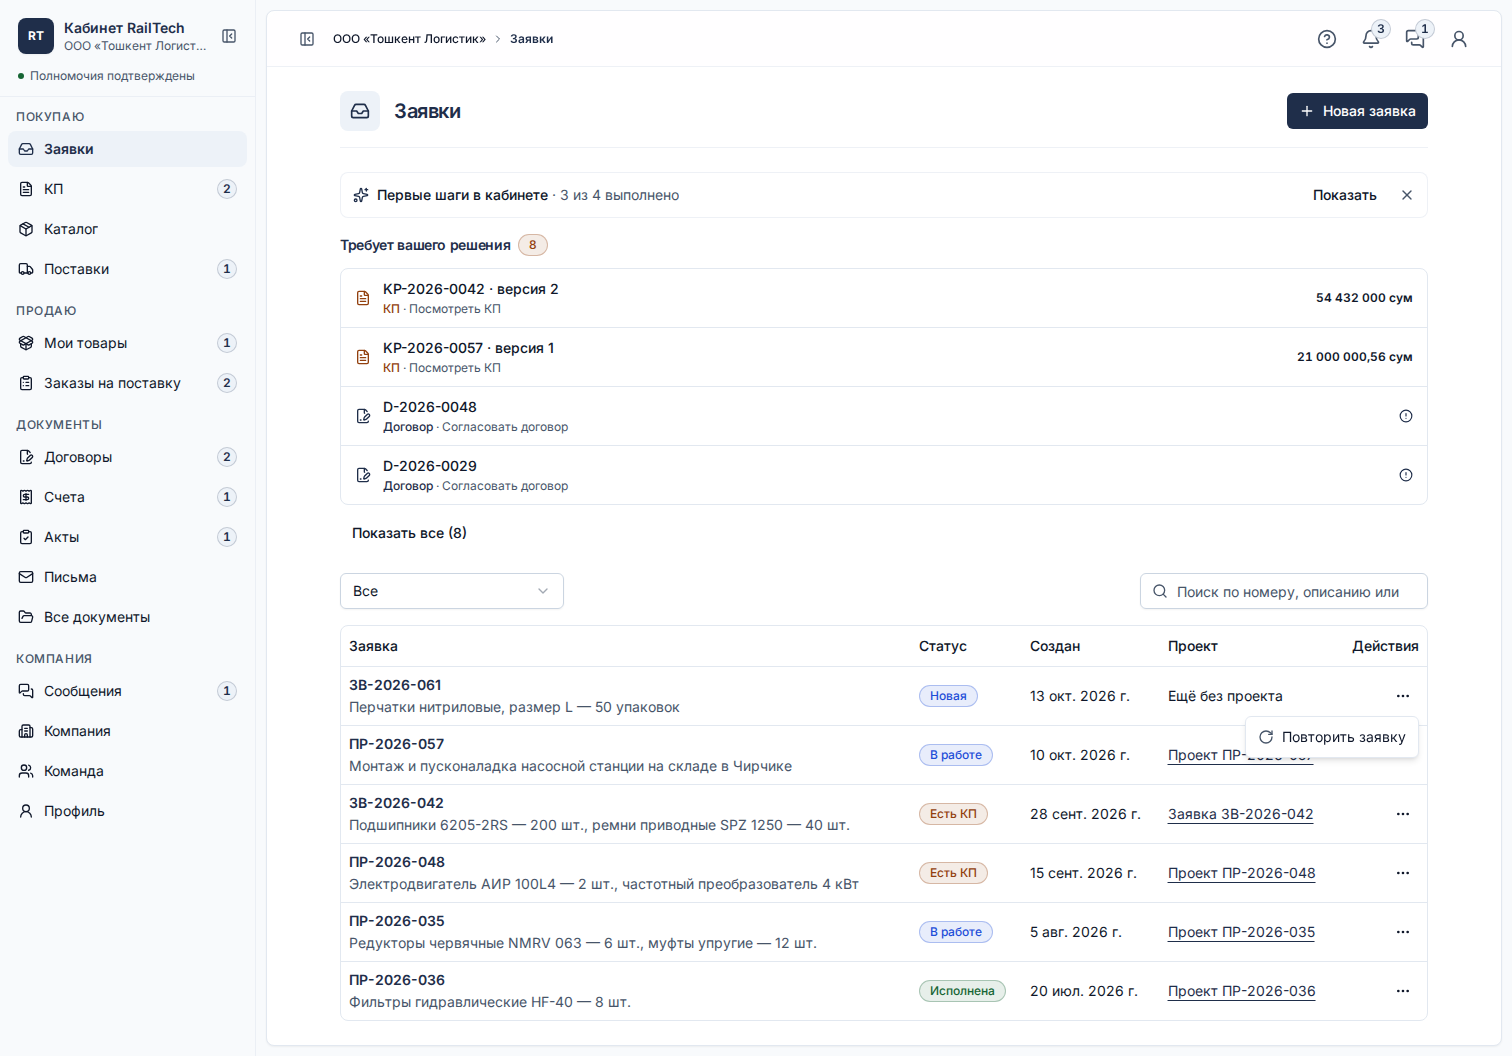 RT
Кабинет RailTech
ООО «Тошкент Логист...
Полномочия подтверждены
ПОКУПАЮ
Заявки
КП 2
Каталог
Поставки 1
ПРОДАЮ
Мои товары 1
Заказы на поставку 2
ДОКУМЕНТЫ
Договоры 2
Счета 1
Акты 1
Письма
Все документы
КОМПАНИЯ
Сообщения 1
Компания
Команда
Профиль
ООО «Тошкент Логистик» > Заявки
3
1
Заявки
+ Новая заявка
Первые шаги в кабинете · 3 из 4 выполнено
Показать
Требует вашего решения 8
KP-2026-0042 · версия 2
КП · Посмотреть КП
54 432 000 сум
KP-2026-0057 · версия 1
КП · Посмотреть КП
21 000 000,56 сум
D-2026-0048
Договор · Согласовать договор
D-2026-0029
Договор · Согласовать договор
Показать все (8)
Все
Поиск по номеру, описанию или
Заявка Статус Создан Проект Действия
ЗВ-2026-061
Перчатки нитриловые, размер L — 50 упаковок
Новая
13 окт. 2026 г.
Ещё без проекта
Повторить заявку
ПР-2026-057
Монтаж и пусконаладка насосной станции на складе в Чирчике
В работе
10 окт. 2026 г.
Проект
ЗВ-2026-042
Подшипники 6205-2RS — 200 шт., ремни приводные SPZ 1250 — 40 шт.
Есть КП
28 сент. 2026 г.
Заявка ЗВ-2026-042
ПР-2026-048
Электродвигатель АИР 100L4 — 2 шт., частотный преобразователь 4 кВт
Есть КП
15 сент. 2026 г.
Проект ПР-2026-048
ПР-2026-035
Редукторы червячные NMRV 063 — 6 шт., муфты упругие — 12 шт.
В работе
5 авг. 2026 г.
Проект ПР-2026-035
ПР-2026-036
Фильтры гидравлические HF-40 — 8 шт.
Исполнена
20 июл. 2026 г.
Проект ПР-2026-036